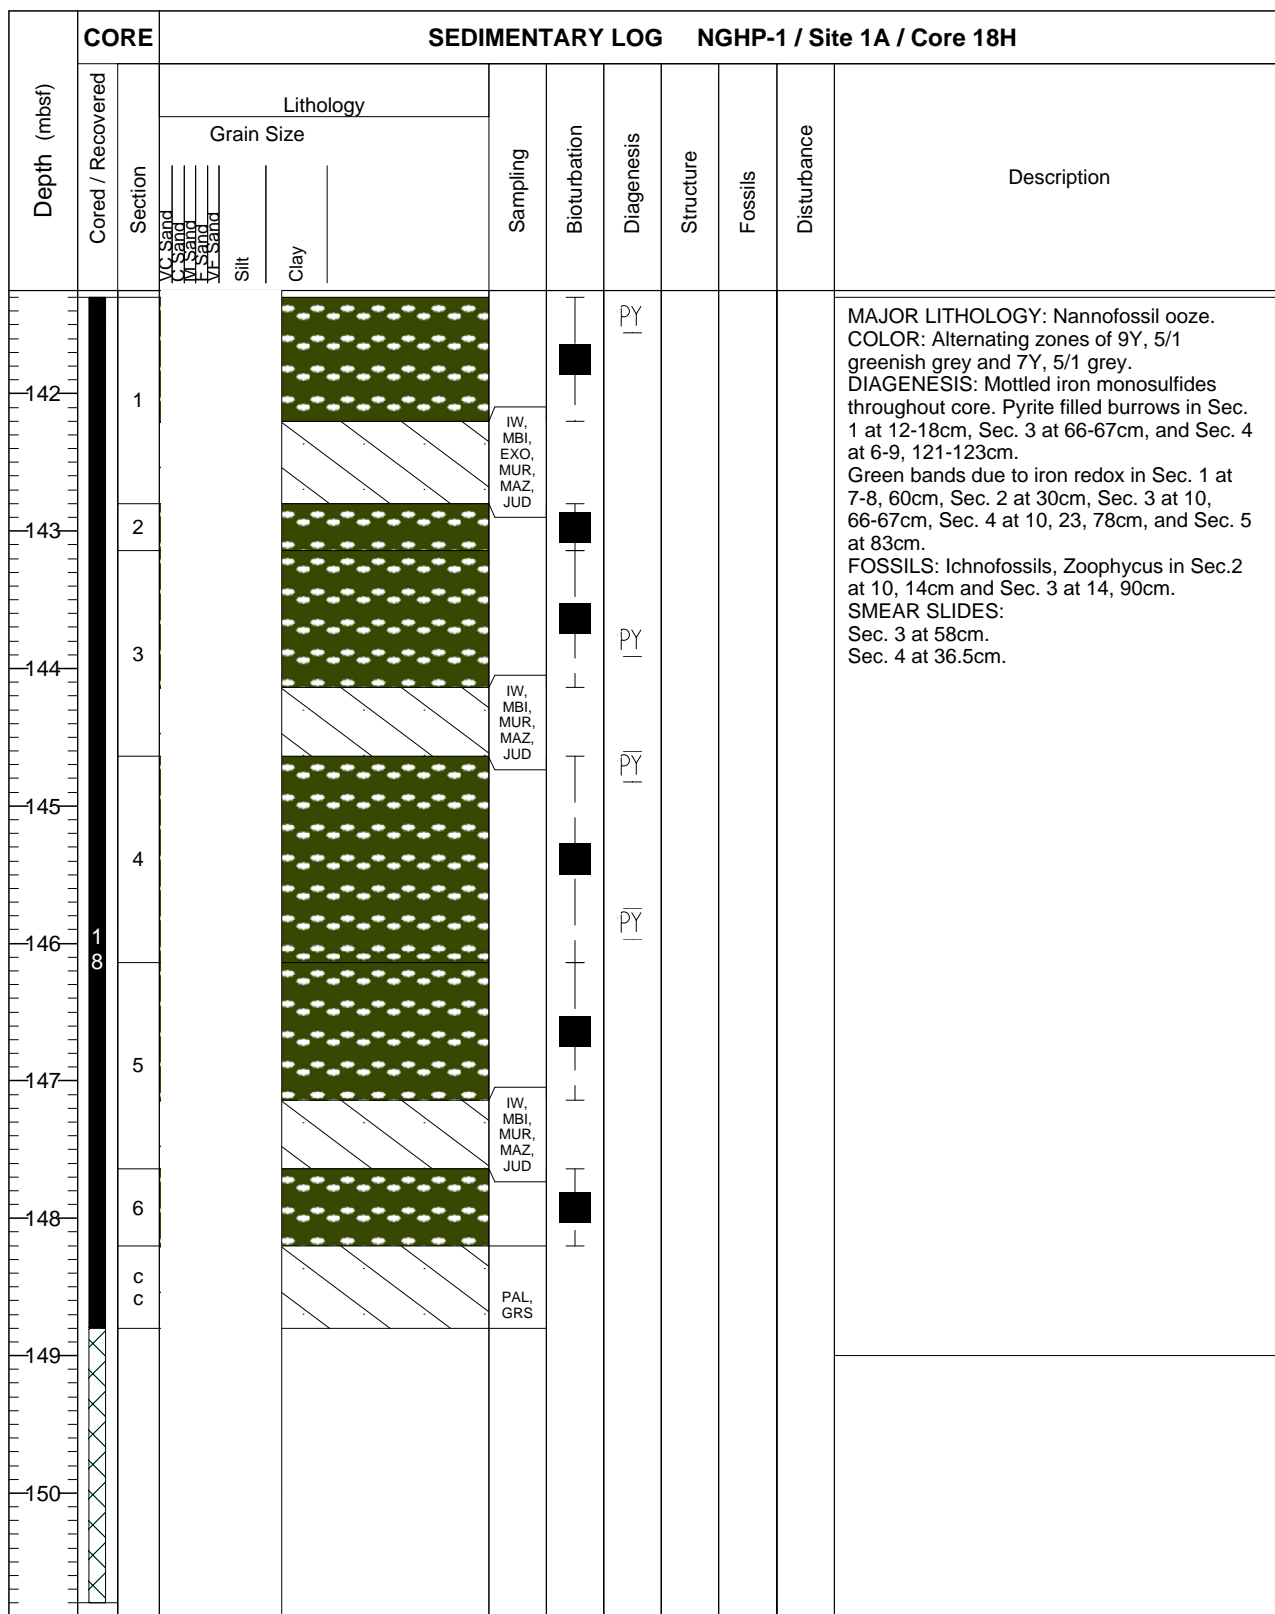 CORE
SEDIMENTARY LOG NGHP-1 / Site 1A / Core 18H
Depth (mbsf)
Cored / Recovered
Section
Lithology
Grain Size
VC Sand
C Sand
M Sand
F Sand
VF Sand
Silt
Clay
Sampling
Bioturbation
Diagenesis
Structure
Fossils
Disturbance
Description
MAJOR LITHOLOGY: Nannofossil ooze.
COLOR: Alternating zones of 9Y, 5/1
greenish grey and 7Y, 5/1 grey.
DIAGENESIS: Mottled iron monosulfides
throughout core. Pyrite filled burrows in Sec.
1 at 12-18cm, Sec. 3 at 66-67cm, and Sec. 4
at 6-9, 121-123cm.
Green bands due to iron redox in Sec. 1 at
7-8, 60cm, Sec. 2 at 30cm, Sec. 3 at 10,
66-67cm, Sec. 4 at 10, 23, 78cm, and Sec. 5
at 83cm.
FOSSILS: Ichnofossils, Zoophycus in Sec.2
at 10, 14cm and Sec. 3 at 14, 90cm.
SMEAR SLIDES:
Sec. 3 at 58cm.
Sec. 4 at 36.5cm.
PY
142
1
IW,
MBI,
EXO,
MUR,
MAZ,
JUD
143
2
3
PY
144
IW,
MBI,
MUR,
MAZ,
JUD
PY
145
4
PY
146
1
8
5
147
IW,
MBI,
MUR,
MAZ,
JUD
6
148
c
c
PAL,
GRS
149
150